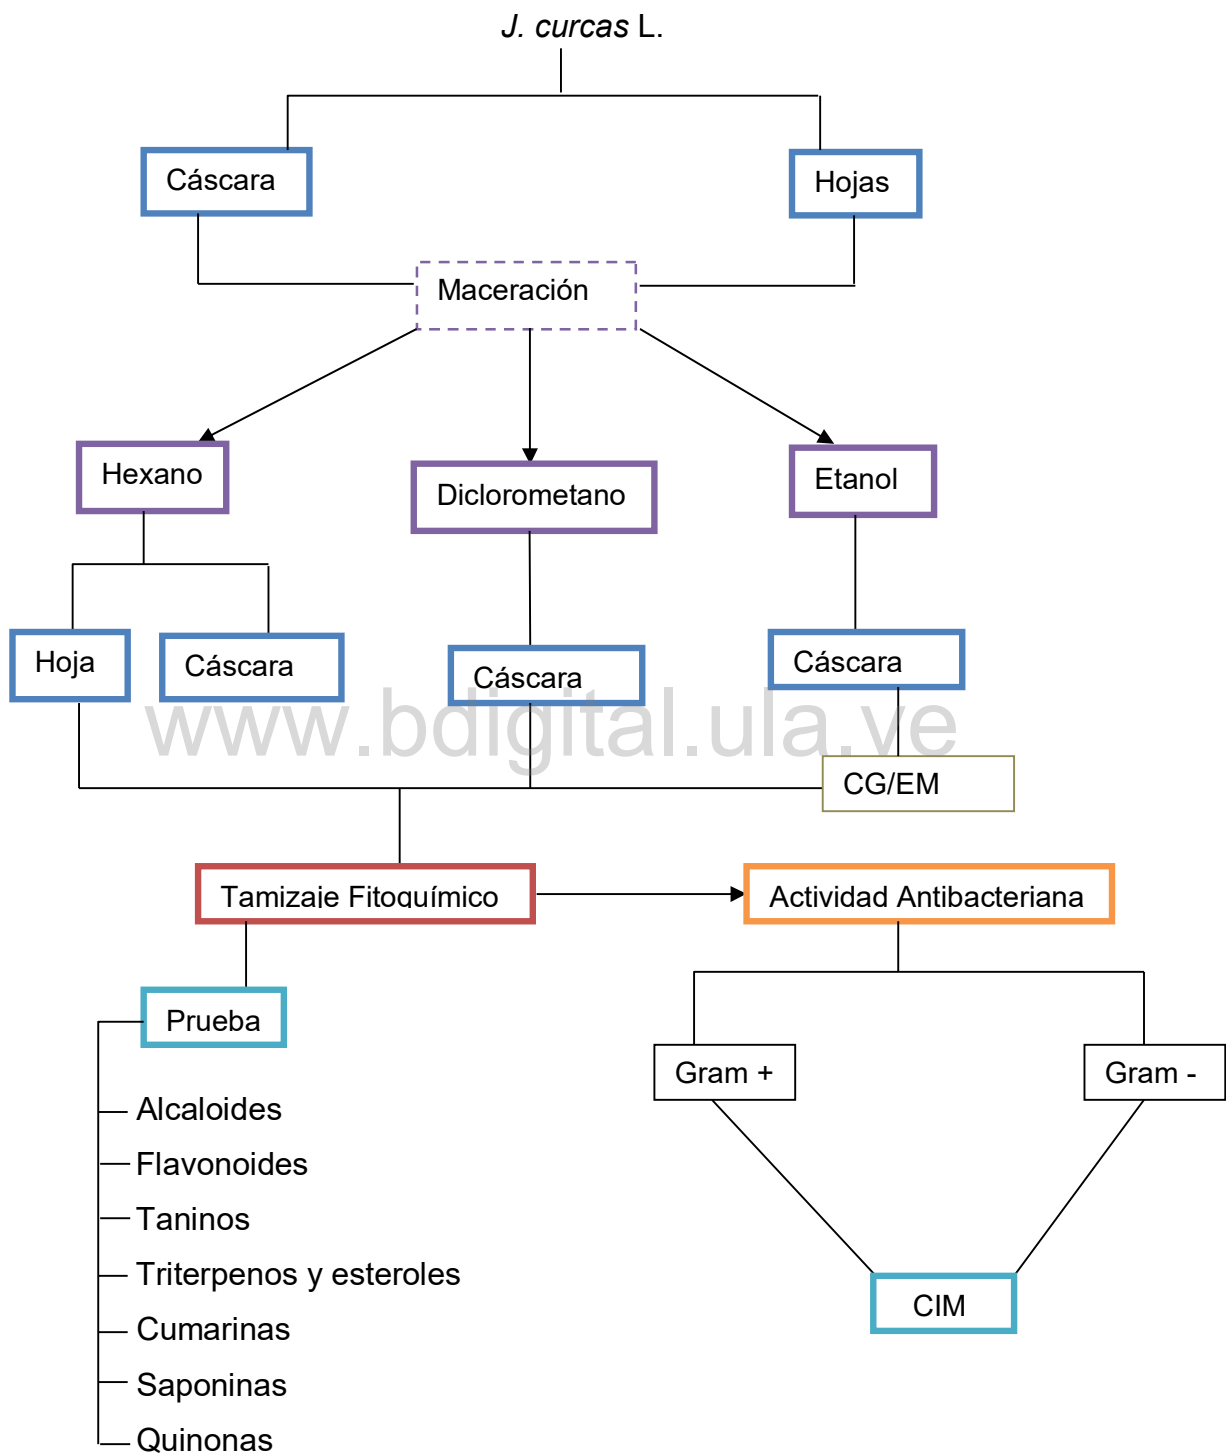 J. curcas L.
Cáscara
Hojas
Maceración
Hexano
Diclorometano
Etanol
Hoja
Cáscara
Cáscara
Cáscara
www.bdigital.ula.ve
CG/EM
Tamizaje Fitoquímico
Actividad Antibacteriana
Prueba
Gram +
Gram -
Alcaloides
Flavonoides
Taninos
Triterpenos y esteroles
CIM
Cumarinas
Saponinas
Quinonas